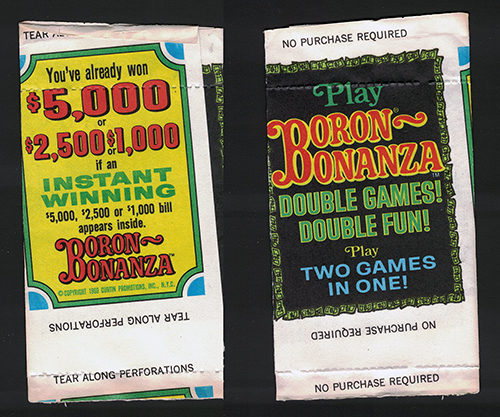 TEAR
You've already won
$5,000
or
$2,500 or $1,000
if an
INSTANT
WINNING
$5,000, $2,500 or $1,000 bill
appears inside.
BORON~
BONANZA™
© COPYRIGHT 1969 CURTIN PROMOTIONS, INC., N.Y.C.
TEAR ALONG PERFORATIONS
TEAR ALONG PERFORATIONS
NO PURCHASE REQUIRED
Play
BORON~
BONANZA™
DOUBLE GAMES!
DOUBLE FUN!
Play
TWO GAMES
IN ONE!
NO PURCHASE REQUIRED
NO PURCHASE REQUIRED